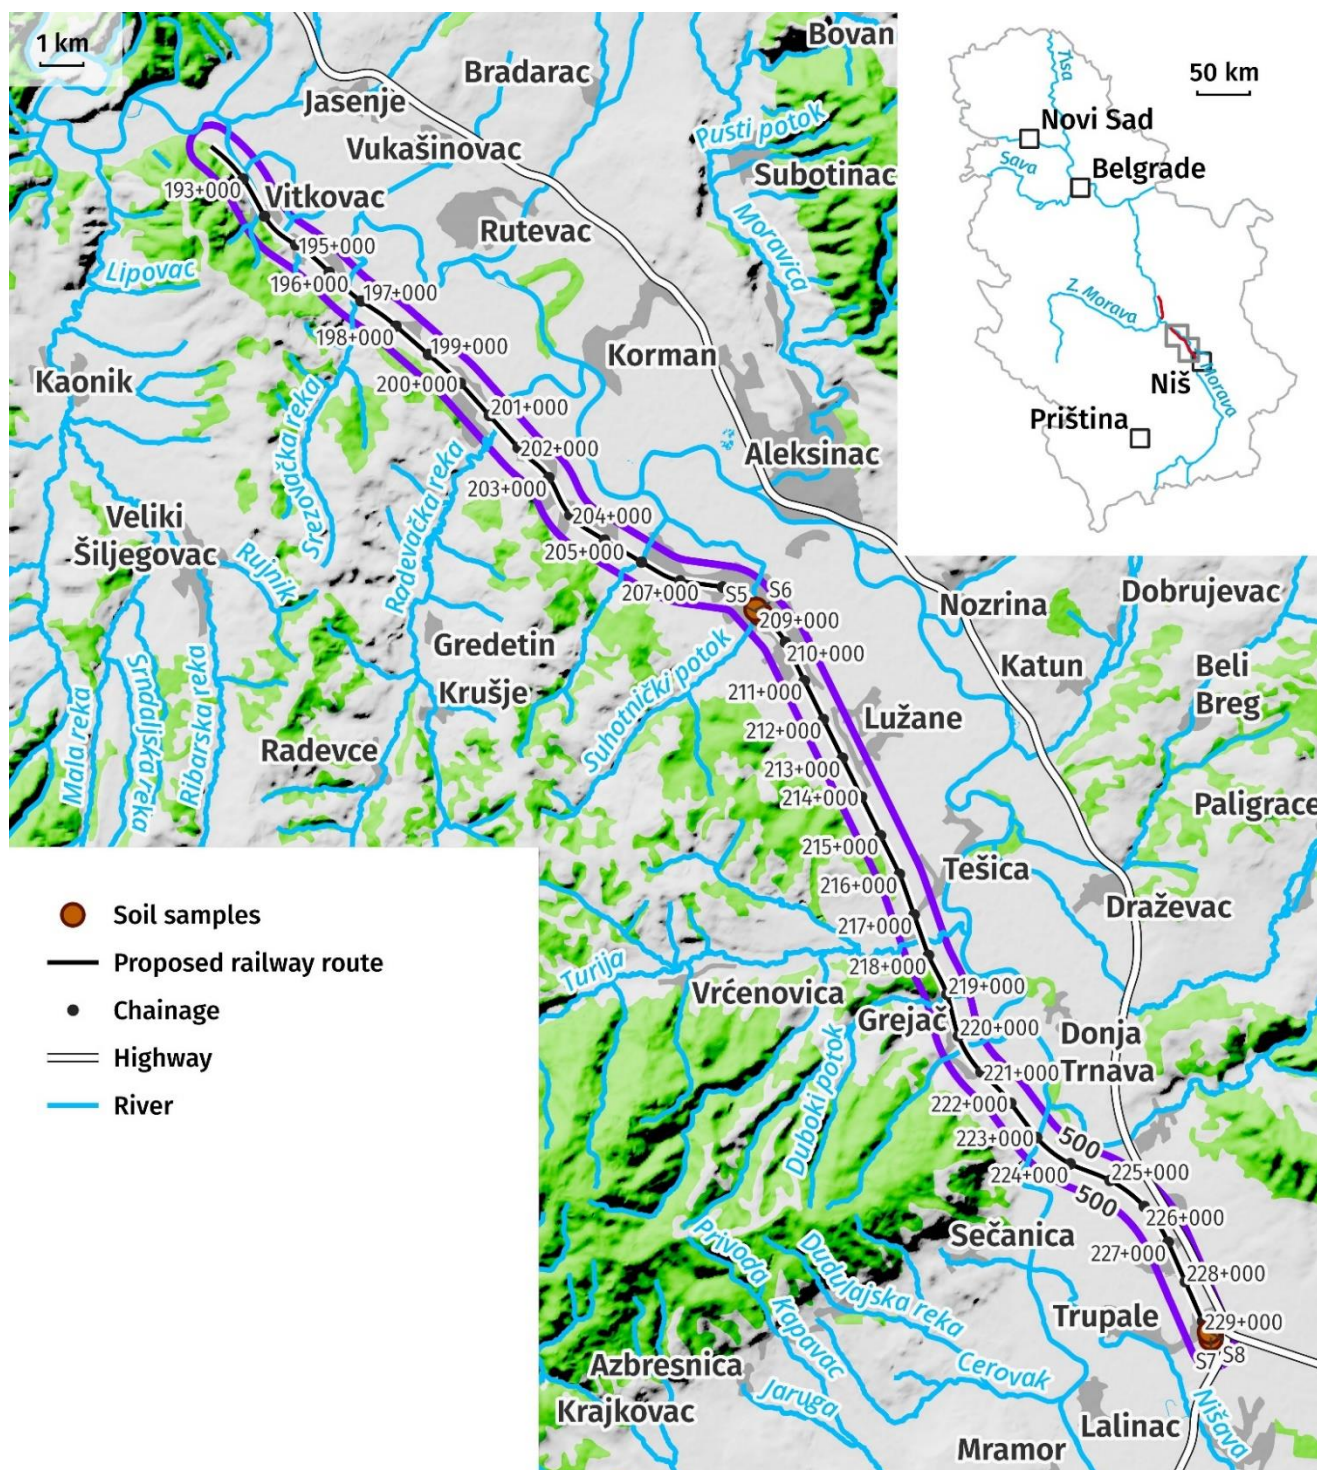 1 km
Bovan
Bradarac
Jasenje
Vukašinovac
Pusti potok
Subotinac
Moravica
193+000
Vitkovac
Rutevac
195+000
Lipovac
196+000
197+000
198+000
199+000
Korman
Kaonik
200+000
201+000
Srezovačka reka
202+000
Aleksinac
203+000
Radevačka reka
204+000
Veliki
Šiljegovac
205+000
Rujnik
207+000
S5
S6
209+000
210+000
Nozrina
Dobrujevac
Gredetin
Katun
Beli
Breg
Krušje
211+000
Suhotnički potok
212+000
Lužane
Mala reka
Srndaljska reka
Ribarska reka
Radevce
213+000
214+000
Paligrace
215+000
Tešica
216+000
Draževac
217+000
218+000
Turija
Vrćenovica
219+000
Grejač
220+000
Donja
Trnava
221+000
222+000
Duboki potok
223+000
500
224+000
225+000
500
226+000
Sečanica
227+000
Privoda
Dudulajska reka
228+000
Kapavac
Trupale
229+000
S7
S8
Azbresnica
Cerovak
Jaruga
Krajkovac
Lalinac
Nišava
Mramor
Tisa
50 km
Novi Sad
Sava
Belgrade
Z. Morava
Niš
Morava
Priština
Soil samples
Proposed railway route
Chainage
Highway
River